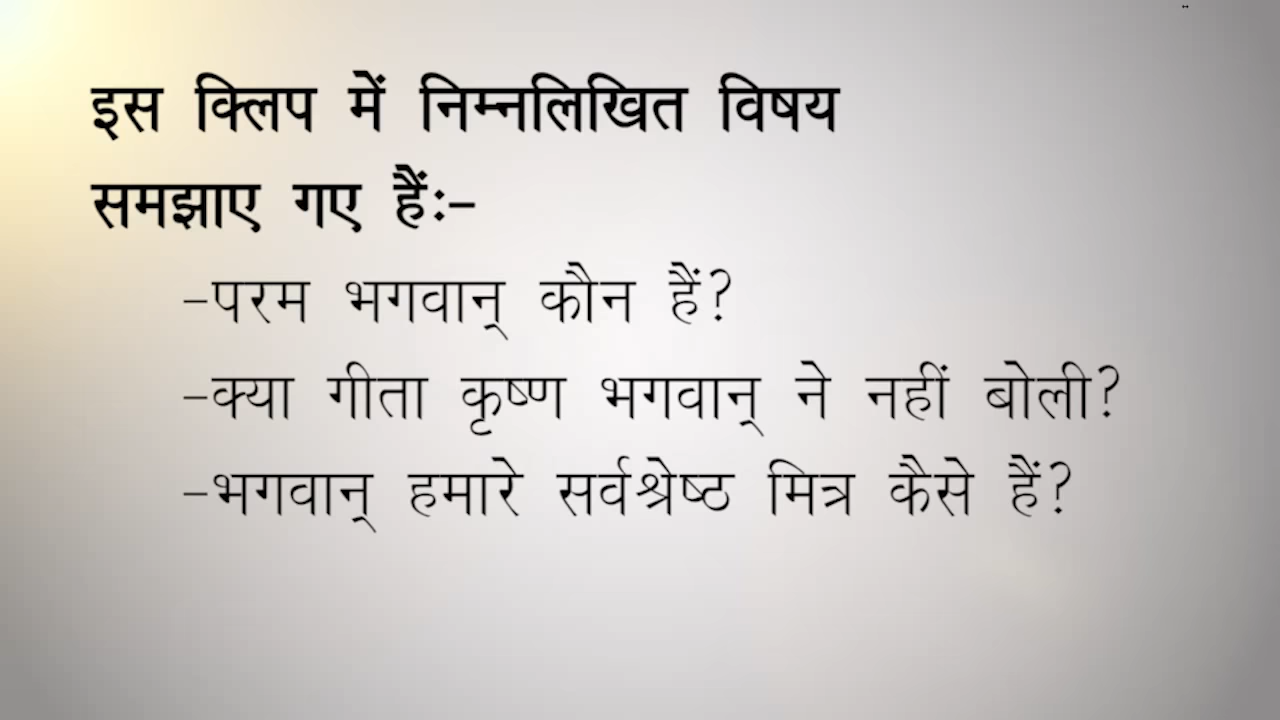 इस क्लिप में निम्नलिखित विषय
समझाए गए हैंः-
-परम भगवान् कौन हैं?
-क्या गीता कृष्ण भगवान् ने नहीं बोली?
-भगवान् हमारे सर्वश्रेष्ठ मित्र कैसे हैं?